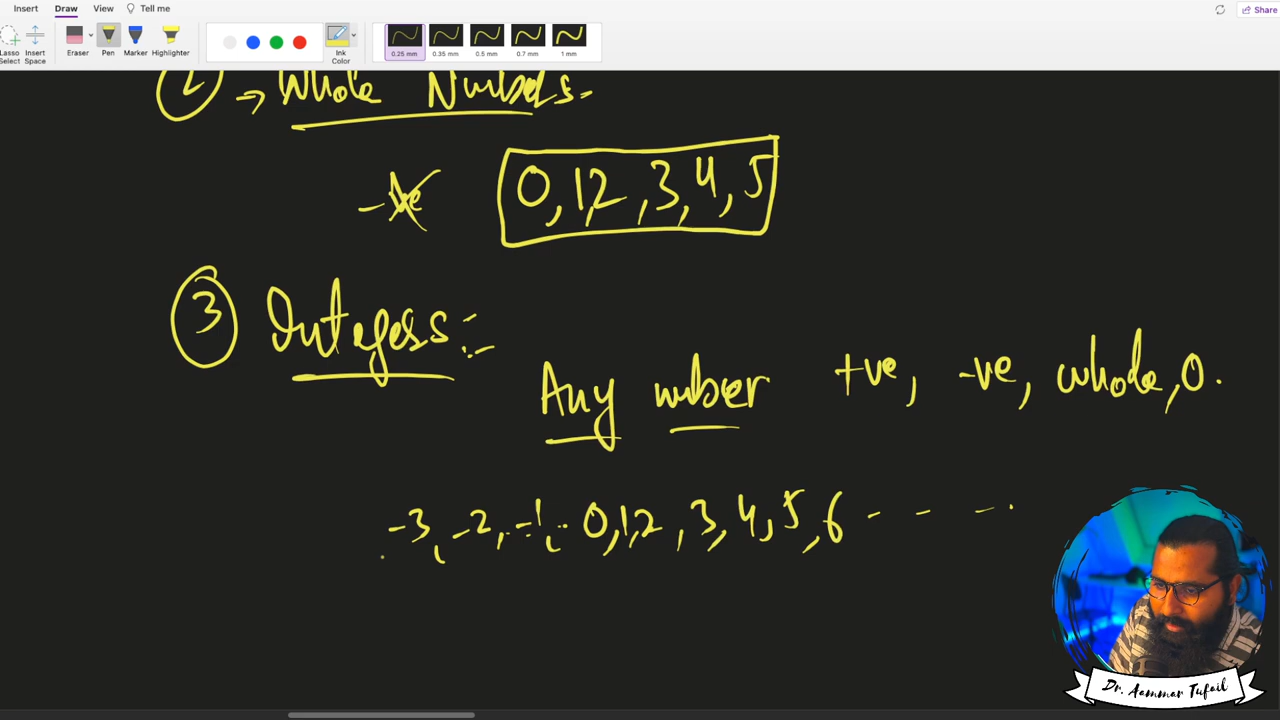 Insert Draw View Tell me
Share
Lasso Select
Insert Space
Eraser
Pen
Marker
Highlighter
Ink Color
0.25 mm
0.35 mm
0.5 mm
0.7 mm
1 mm
② → Whole Numbers:-
-ve 0,1,2,3,4,5
③ Integers:-
Any number +ve, -ve, whole, 0.
-3, -2, -1, 0,1,2,3,4,5,6 - - - .
Dr. Aammar Tufail